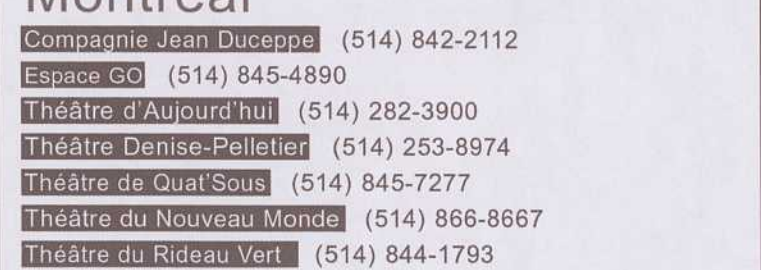 Montréal
Compagnie Jean Duceppe (514) 842-2112
Espace GO (514) 845-4890
Théâtre d'Aujourd'hui (514) 282-3900
Théâtre Denise-Pelletier (514) 253-8974
Théâtre de Quat'Sous (514) 845-7277
Théâtre du Nouveau Monde (514) 866-8667
Théâtre du Rideau Vert (514) 844-1793